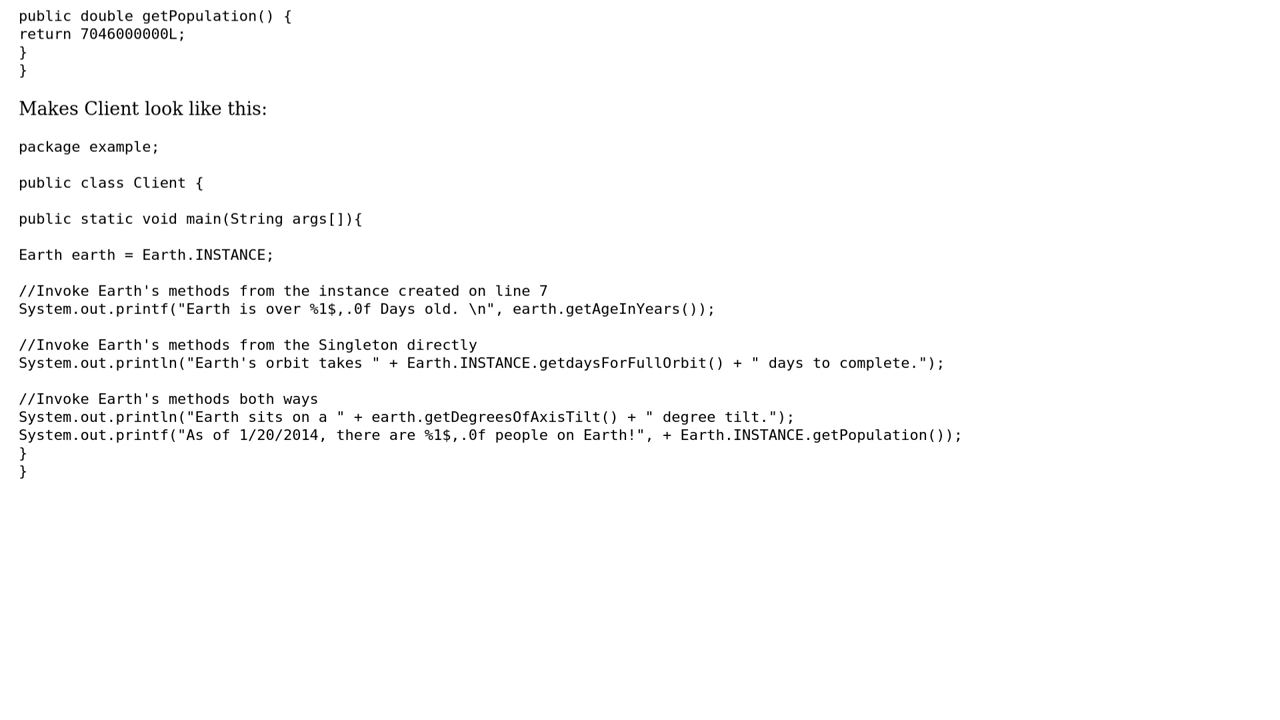 public double getPopulation() {
return 7046000000L;
}
}
Makes Client look like this:
package example;
public class Client {
public static void main(String args[]){
Earth earth = Earth.INSTANCE;
//Invoke Earth's methods from the instance created on line 7
System.out.printf("Earth is over %1$,.0f Days old. \n", earth.getAgeInYears());
//Invoke Earth's methods from the Singleton directly
System.out.println("Earth's orbit takes " + Earth.INSTANCE.getdaysForFullOrbit() + " days to complete.");
//Invoke Earth's methods both ways
System.out.println("Earth sits on a " + earth.getDegreesOfAxisTilt() + " degree tilt.");
System.out.printf("As of 1/20/2014, there are %1$,.0f people on Earth!", + Earth.INSTANCE.getPopulation());
}
}